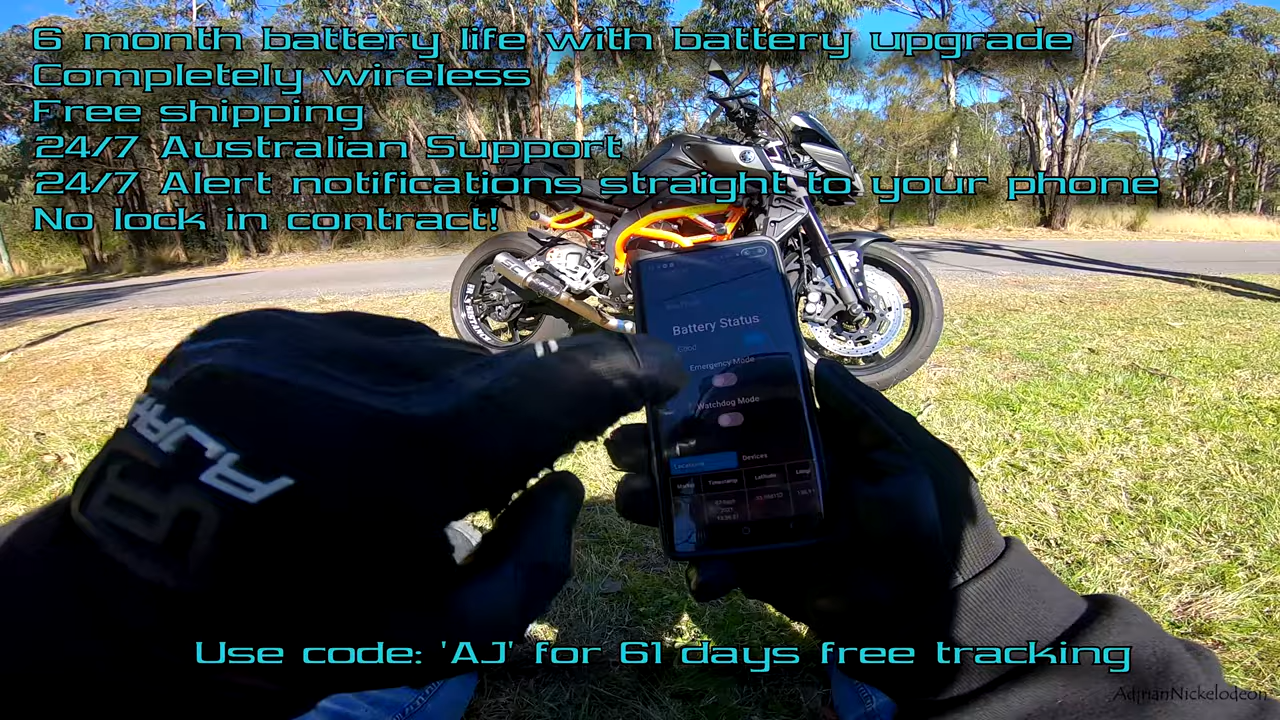 6 month battery life with battery upgrade
Completely wireless
Free shipping
24/7 Australian Support
24/7 Alert notifications straight to your phone
No lock in contract!
Battery Status
Good
Emergency Mode
Watchdog Mode
Locations Devices
Timestamp Latitude
Use code: 'AJ' for 61 days free tracking
AdjrianNickelodeon